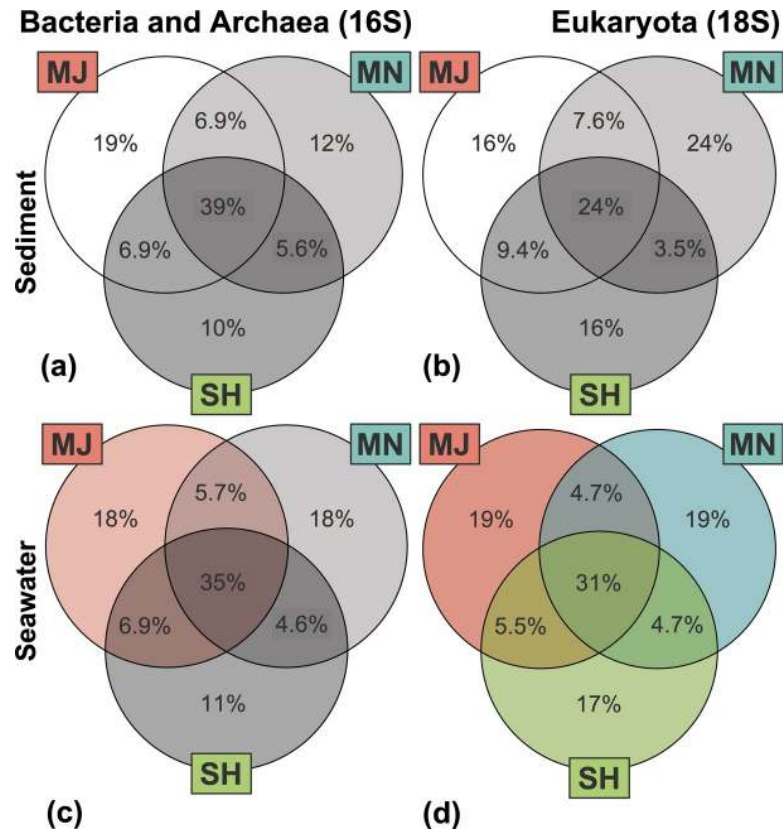 Bacteria and Archaea (16S)
Eukaryota (18S)
Sediment
MJ
MN
19%
6.9%
12%
39%
6.9%
5.6%
10%
(a)
SH
MJ
MN
16%
7.6%
24%
24%
9.4%
3.5%
16%
(b)
SH
Seawater
MJ
MN
18%
5.7%
18%
35%
6.9%
4.6%
11%
SH
(c)
MJ
MN
19%
4.7%
19%
31%
5.5%
4.7%
17%
SH
(d)